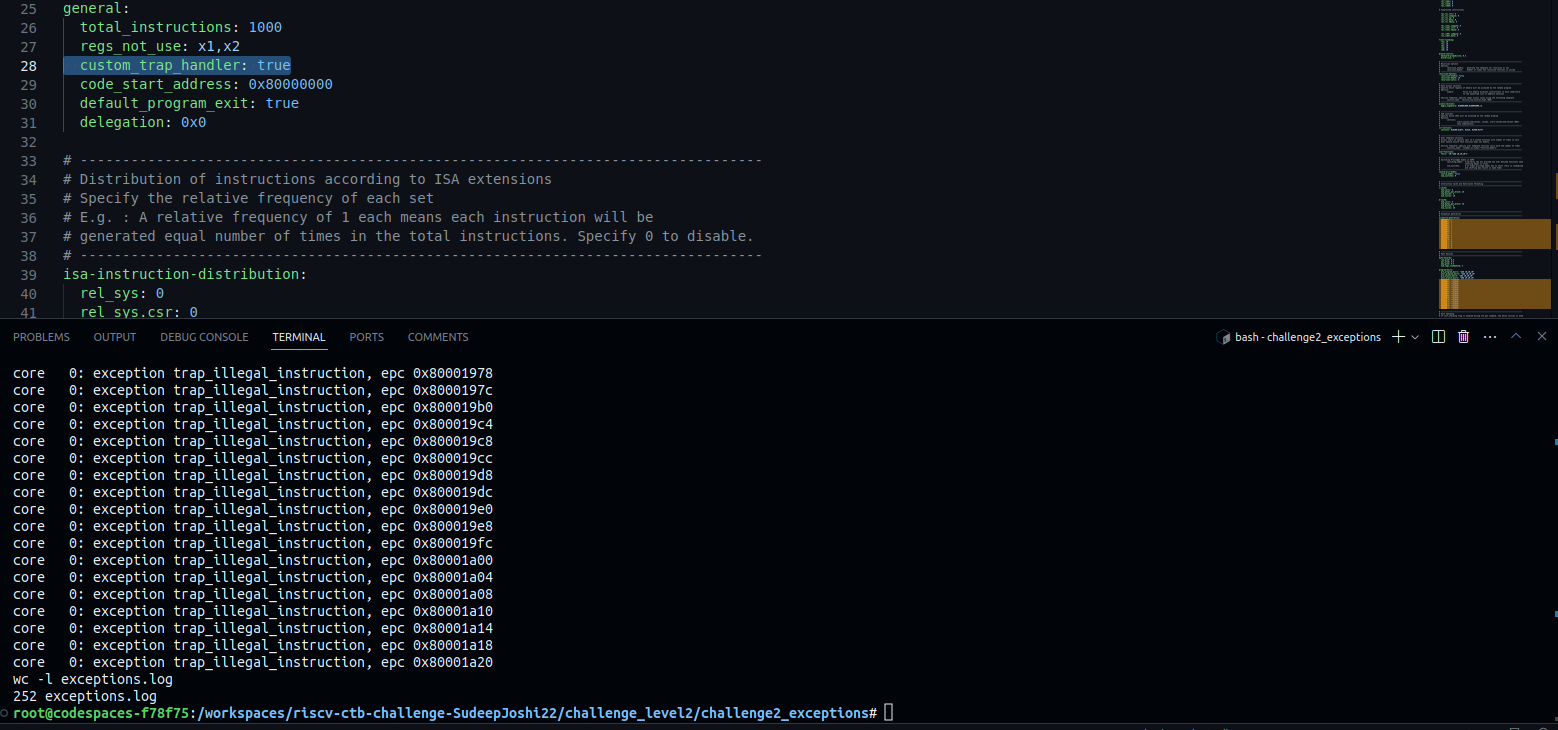 25 general:
26 total_instructions: 1000
27 regs_not_use: x1,x2
28 custom_trap_handler: true
29 code_start_address: 0x80000000
30 default_program_exit: true
31 delegation: 0x0
32
33 # ---------------------------------------------------------------------------------
34 # Distribution of instructions according to ISA extensions
35 # Specify the relative frequency of each set
36 # E.g. : A relative frequency of 1 each means each instruction will be
37 # generated equal number of times in the total instructions. Specify 0 to disable.
38 # ---------------------------------------------------------------------------------
39 isa-instruction-distribution:
40 rel_sys: 0
41 rel_sys.csr: 0
PROBLEMS OUTPUT DEBUG CONSOLE TERMINAL PORTS COMMENTS bash - challenge2_exceptions
core   0: exception trap_illegal_instruction, epc 0x80001978
core   0: exception trap_illegal_instruction, epc 0x8000197c
core   0: exception trap_illegal_instruction, epc 0x800019b0
core   0: exception trap_illegal_instruction, epc 0x800019c4
core   0: exception trap_illegal_instruction, epc 0x800019c8
core   0: exception trap_illegal_instruction, epc 0x800019cc
core   0: exception trap_illegal_instruction, epc 0x800019d8
core   0: exception trap_illegal_instruction, epc 0x800019dc
core   0: exception trap_illegal_instruction, epc 0x800019e0
core   0: exception trap_illegal_instruction, epc 0x800019e8
core   0: exception trap_illegal_instruction, epc 0x800019fc
core   0: exception trap_illegal_instruction, epc 0x80001a00
core   0: exception trap_illegal_instruction, epc 0x80001a04
core   0: exception trap_illegal_instruction, epc 0x80001a08
core   0: exception trap_illegal_instruction, epc 0x80001a10
core   0: exception trap_illegal_instruction, epc 0x80001a14
core   0: exception trap_illegal_instruction, epc 0x80001a18
core   0: exception trap_illegal_instruction, epc 0x80001a20
wc -l exceptions.log
252 exceptions.log
root@codespaces-f78f75:/workspaces/riscv-ctb-challenge-SudeepJoshi22/challenge_level2/challenge2_exceptions#